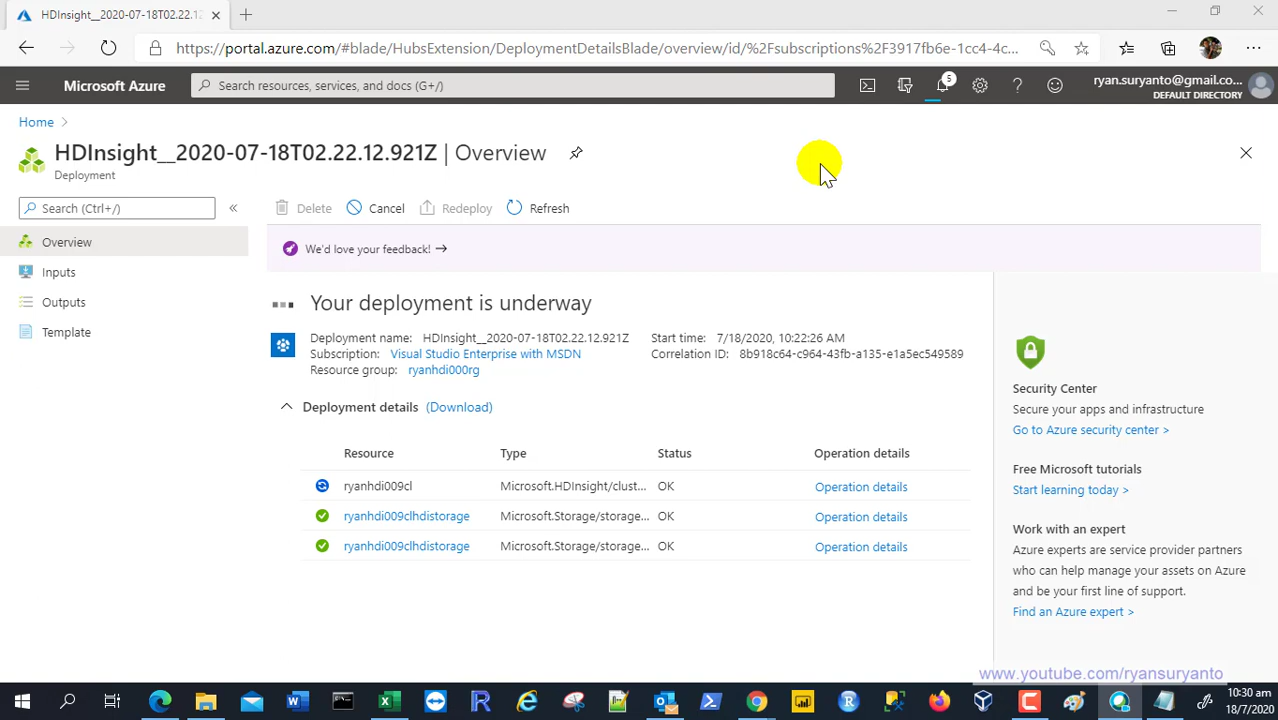 HDInsight__2020-07-18T02.22.12
https://portal.azure.com/#blade/HubsExtension/DeploymentDetailsBlade/overview/id/%2Fsubscriptions%2F3917fb6e-1cc4-4c...
Microsoft Azure
Search resources, services, and docs (G+/)
5
ryan.suryanto@gmail.co...
DEFAULT DIRECTORY
Home >
HDInsight__2020-07-18T02.22.12.921Z | Overview
Deployment
Search (Ctrl+/)
«
Delete
Cancel
Redeploy
Refresh
Overview
Inputs
Outputs
Template
We'd love your feedback! →
Your deployment is underway
Deployment name: HDInsight__2020-07-18T02.22.12.921Z
Subscription: Visual Studio Enterprise with MSDN
Resource group: ryanhdi000rg
Start time: 7/18/2020, 10:22:26 AM
Correlation ID: 8b918c64-c964-43fb-a135-e1a5ec549589
Deployment details (Download)
Resource Type Status Operation details
ryanhdi009cl Microsoft.HDInsight/clust... OK Operation details
ryanhdi009clhdistorage Microsoft.Storage/storage... OK Operation details
ryanhdi009clhdistorage Microsoft.Storage/storage... OK Operation details
Security Center
Secure your apps and infrastructure
Go to Azure security center >
Free Microsoft tutorials
Start learning today >
Work with an expert
Azure experts are service provider partners
who can help manage your assets on Azure
and be your first line of support.
Find an Azure expert >
www.youtube.com/ryansuryanto
10:30 am
18/7/2020